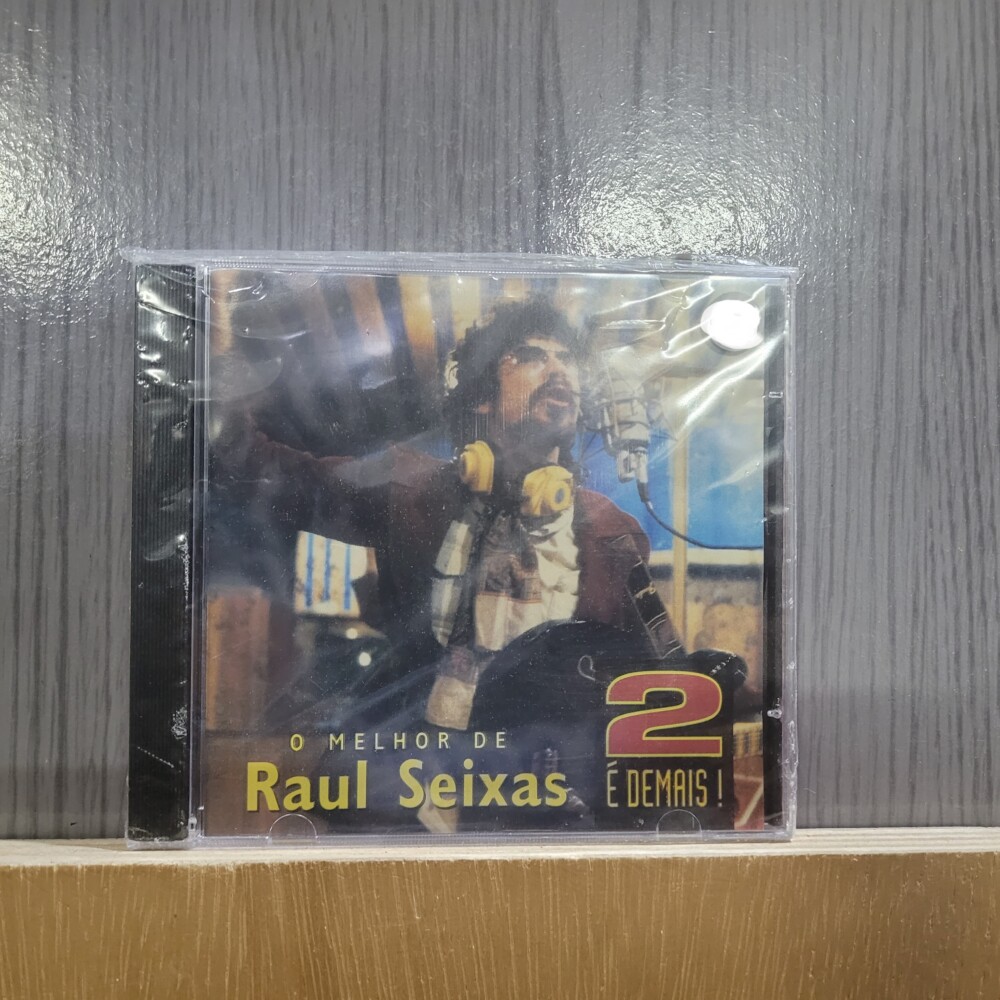 O MELHOR DE
Raul Seixas
2
É DEMAIS!